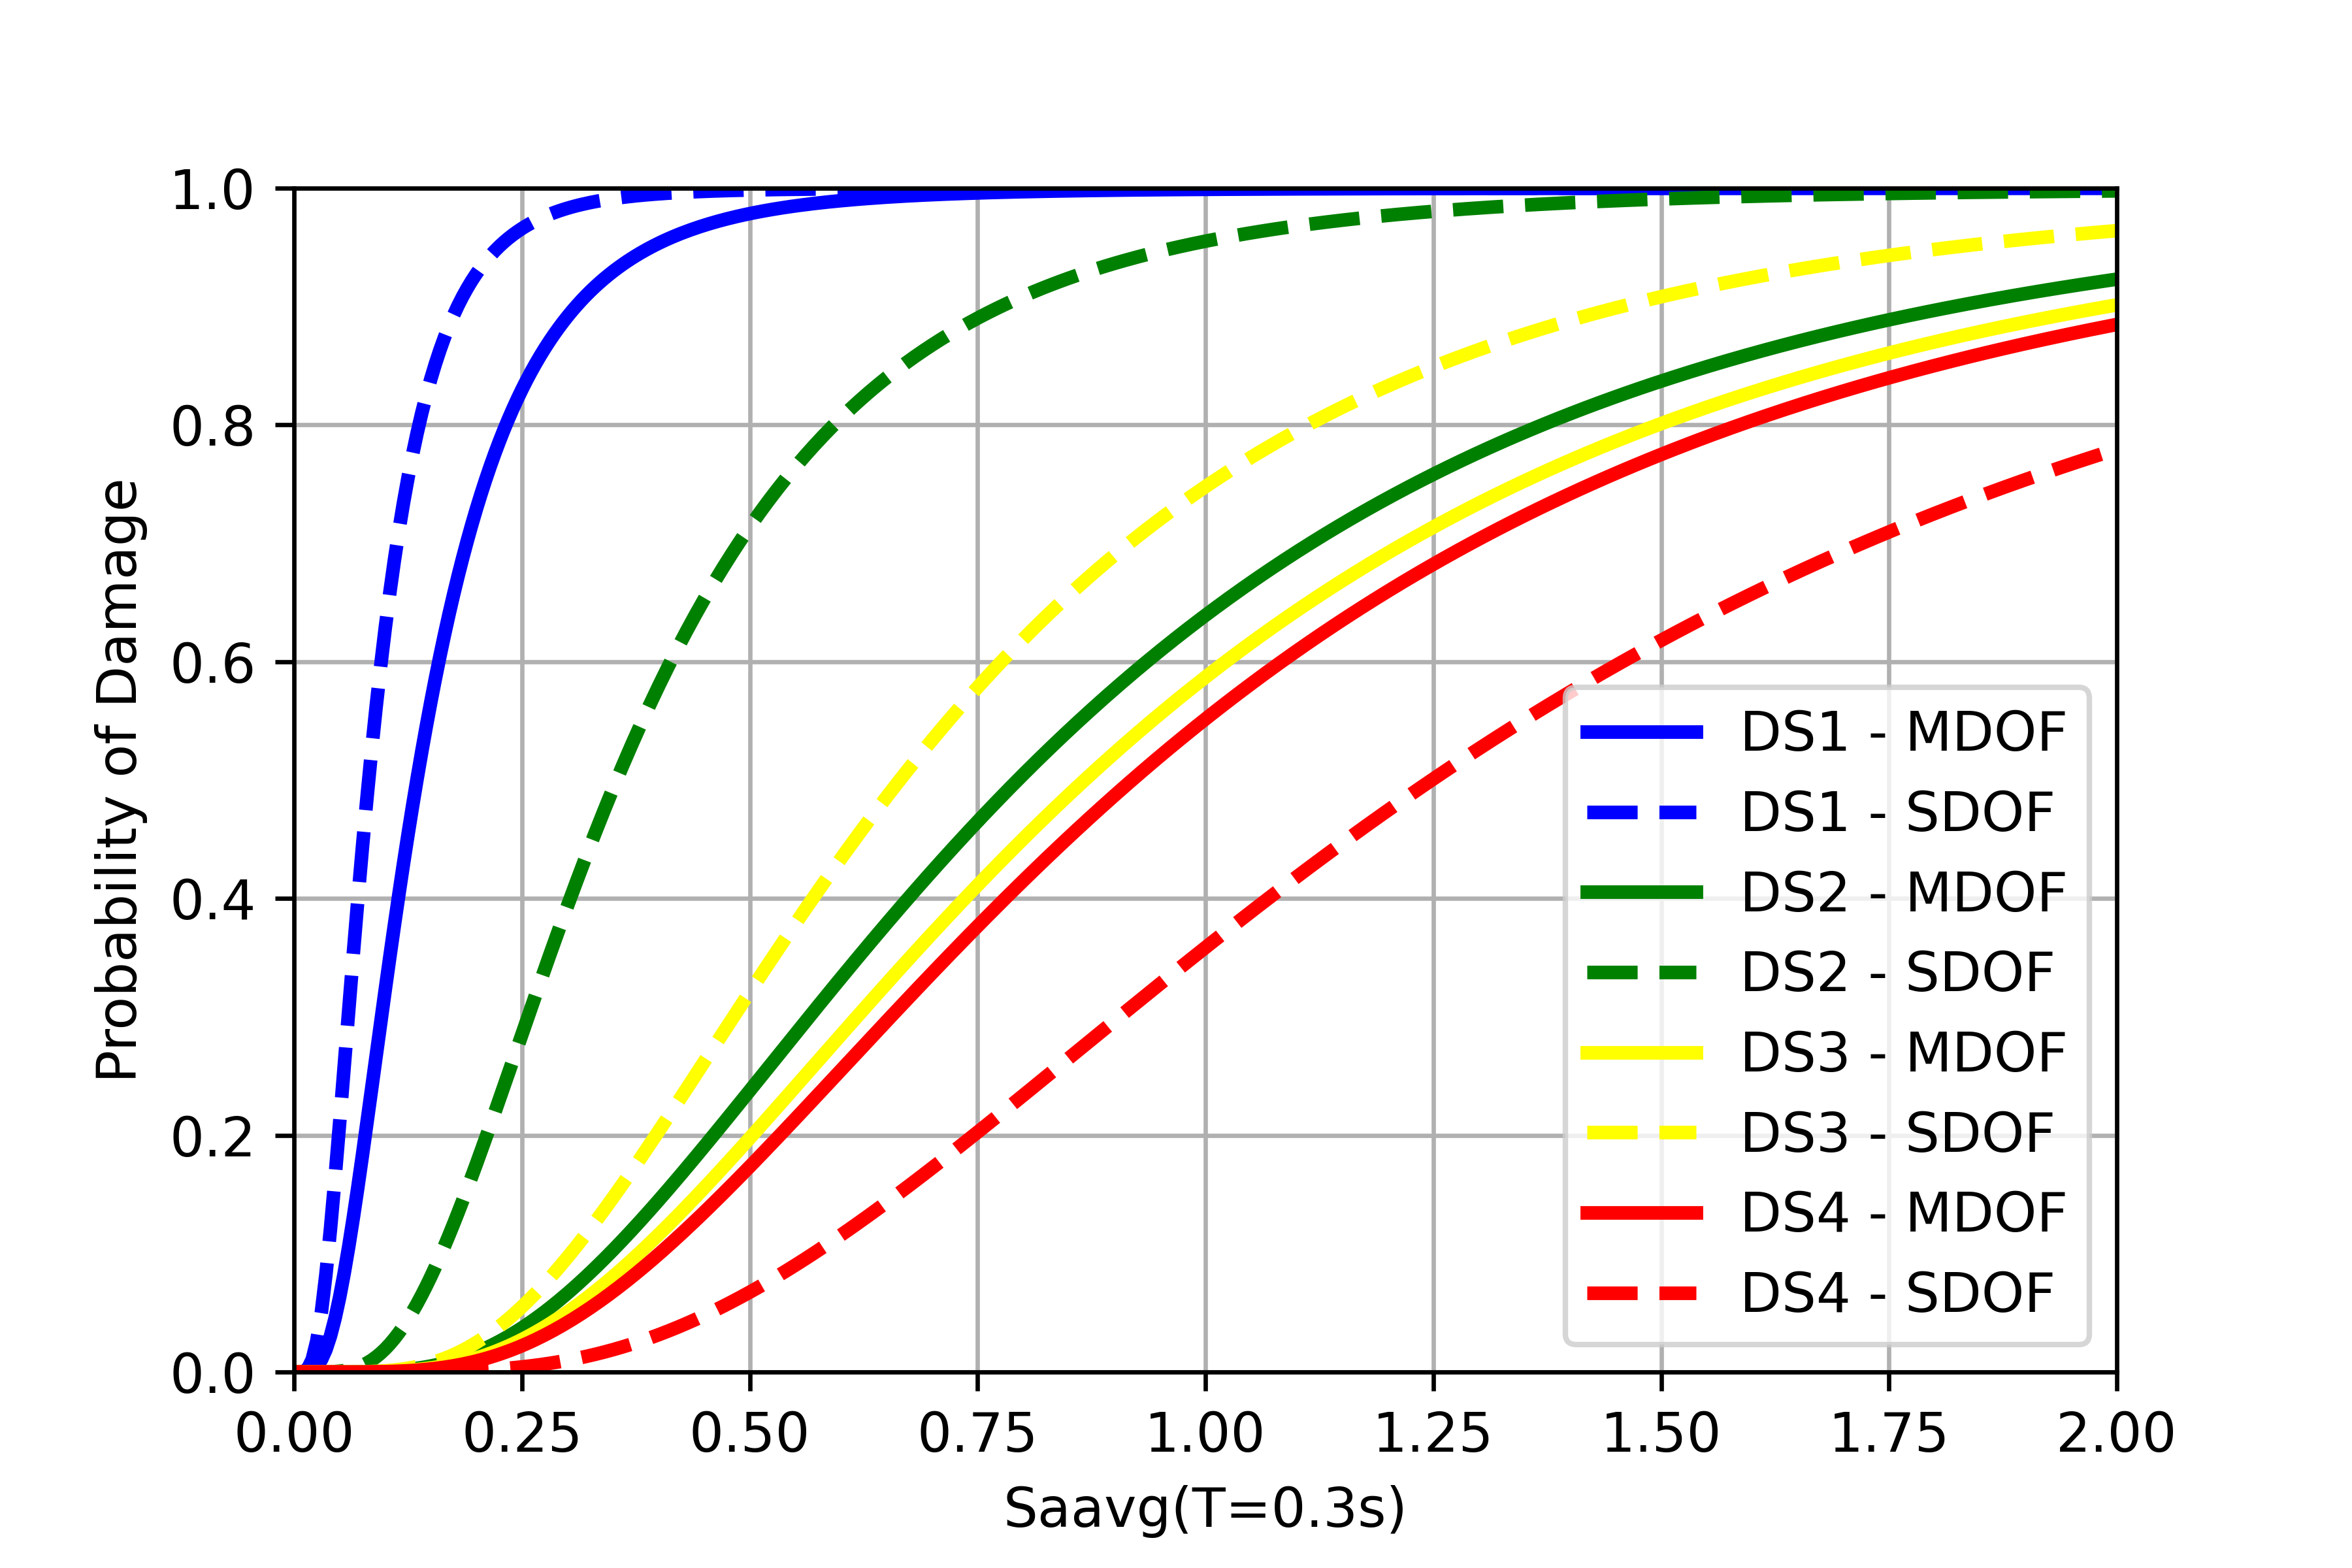 1.0
0.8
0.6
0.4
0.2
0.0
Probability of Damage
0.00 0.25 0.50 0.75 1.00 1.25 1.50 1.75 2.00
Saavg(T=0.3s)
DS1 - MDOF
DS1 - SDOF
DS2 - MDOF
DS2 - SDOF
DS3 - MDOF
DS3 - SDOF
DS4 - MDOF
DS4 - SDOF